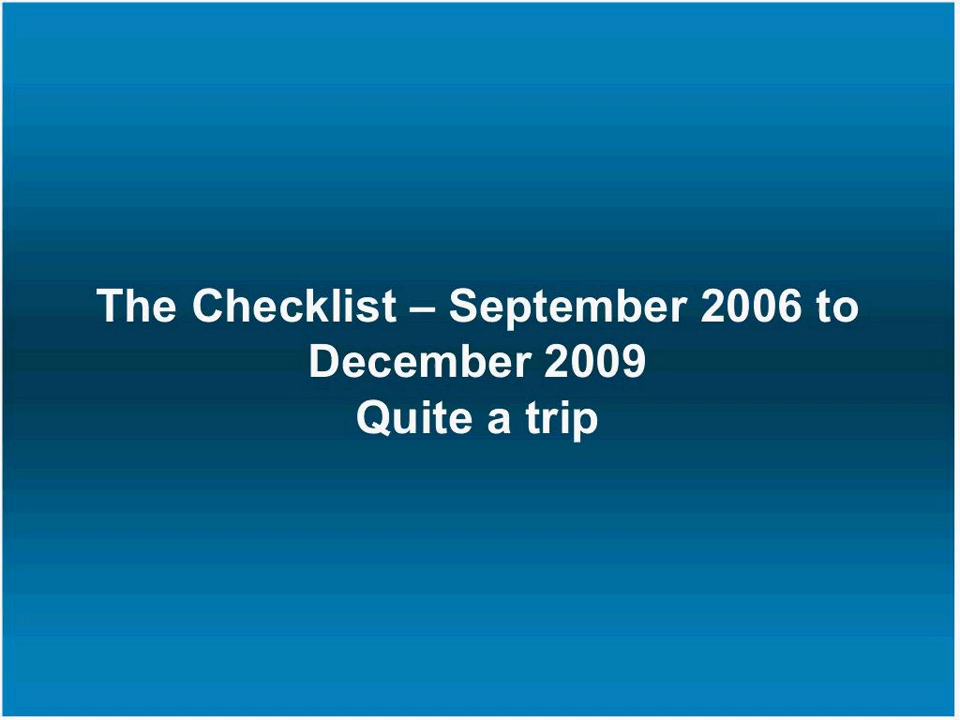 The Checklist – September 2006 to
December 2009
Quite a trip